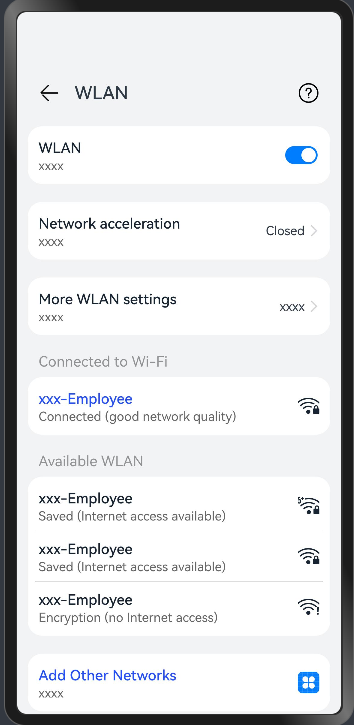 WLAN
WLAN
xxxx
Network acceleration
xxxx
Closed
More WLAN settings
xxxx
xxxx
Connected to Wi-Fi
xxx-Employee
Connected (good network quality)
Available WLAN
xxx-Employee
Saved (Internet access available)
xxx-Employee
Saved (Internet access available)
xxx-Employee
Encryption (no Internet access)
Add Other Networks
xxxx